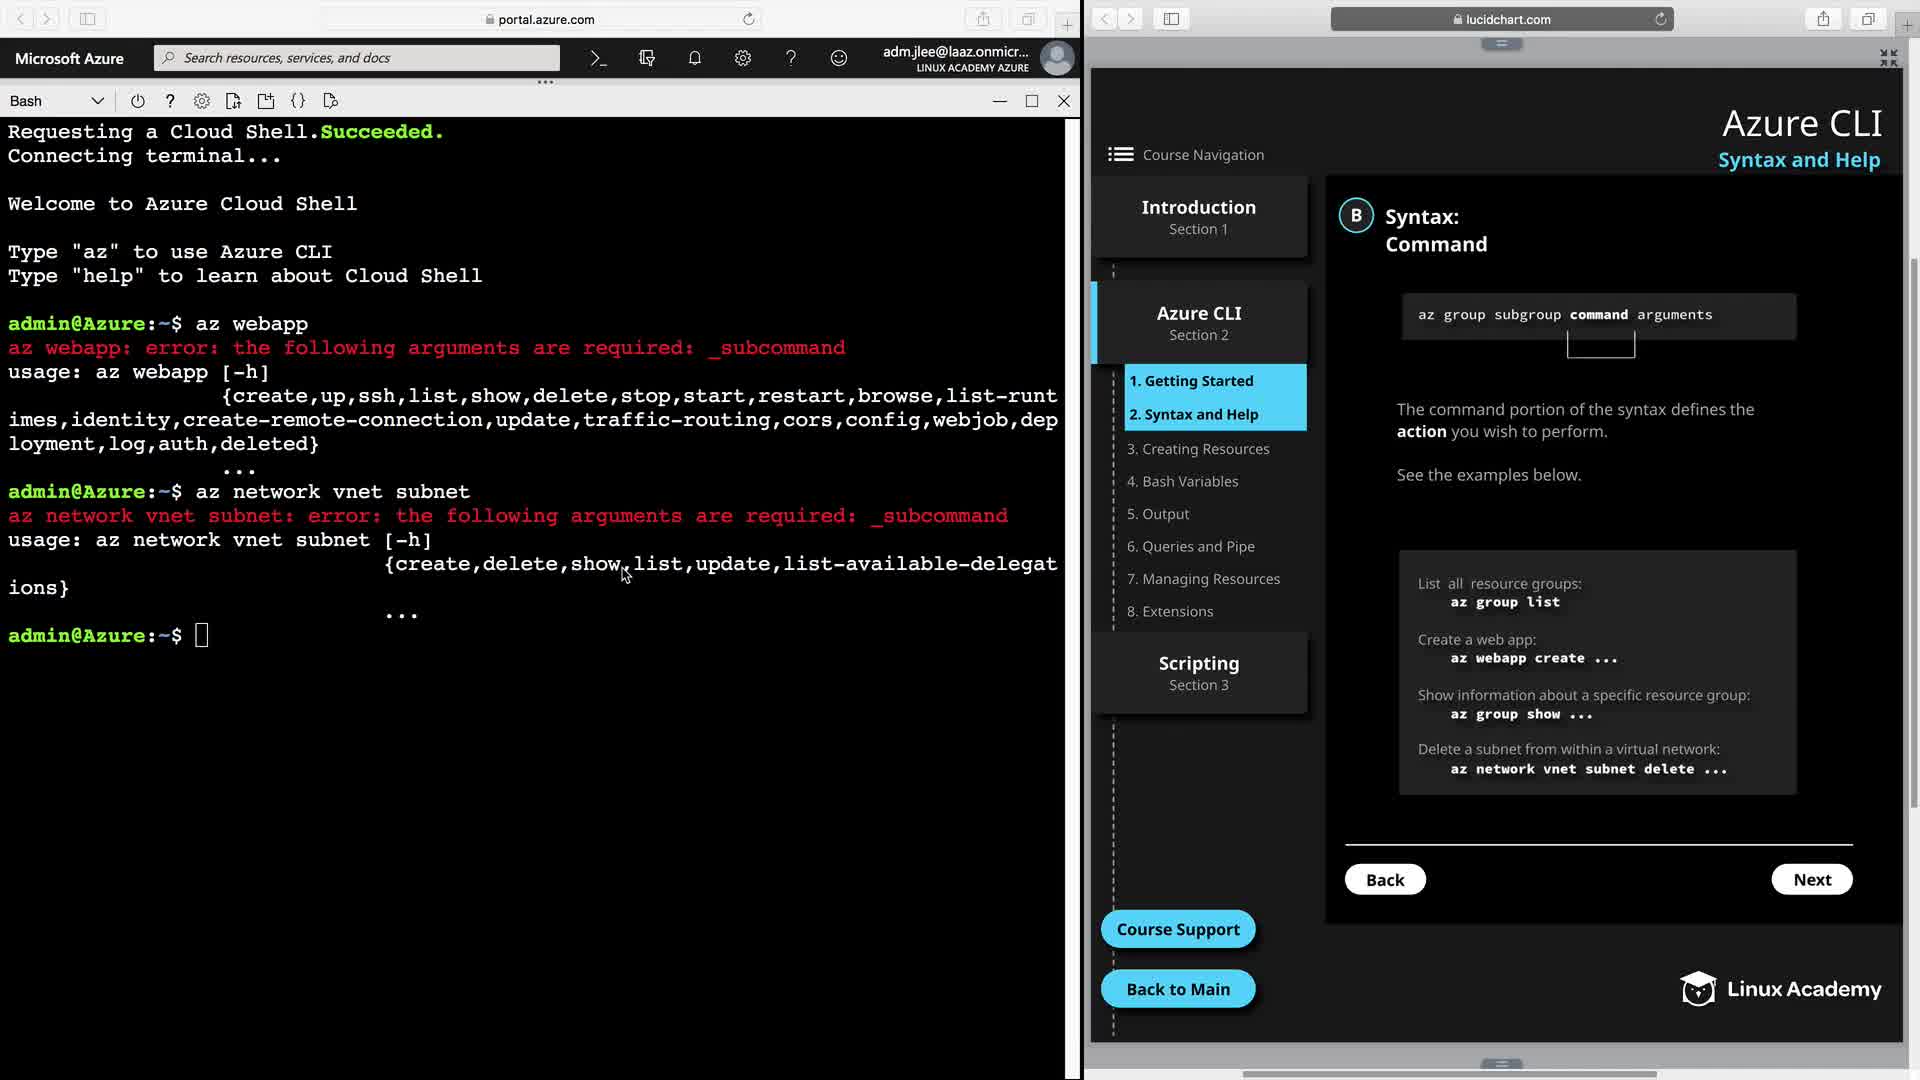 portal.azure.com
Microsoft Azure
Search resources, services, and docs
adm.jlee@laaz.onmicr...
LINUX ACADEMY AZURE
Bash
Requesting a Cloud Shell.Succeeded.
Connecting terminal...
Welcome to Azure Cloud Shell
Type "az" to use Azure CLI
Type "help" to learn about Cloud Shell
admin@Azure:~$ az webapp
az webapp: error: the following arguments are required: _subcommand
usage: az webapp [-h]
{create,up,ssh,list,show,delete,stop,start,restart,browse,list-runt
imes,identity,create-remote-connection,update,traffic-routing,cors,config,webjob,dep
loyment,log,auth,deleted}
...
admin@Azure:~$ az network vnet subnet
az network vnet subnet: error: the following arguments are required: _subcommand
usage: az network vnet subnet [-h]
{create,delete,show,list,update,list-available-delegat
ions}
...
admin@Azure:~$
lucidchart.com
Azure CLI
Syntax and Help
Course Navigation
Introduction
Section 1
Azure CLI
Section 2
1. Getting Started
2. Syntax and Help
3. Creating Resources
4. Bash Variables
5. Output
6. Queries and Pipe
7. Managing Resources
8. Extensions
Scripting
Section 3
Course Support
Back to Main
B
Syntax:
Command
az group subgroup command arguments
The command portion of the syntax defines the
action you wish to perform.
See the examples below.
List all resource groups:
az group list
Create a web app:
az webapp create ...
Show information about a specific resource group:
az group show ...
Delete a subnet from within a virtual network:
az network vnet subnet delete ...
Back
Next
Linux Academy